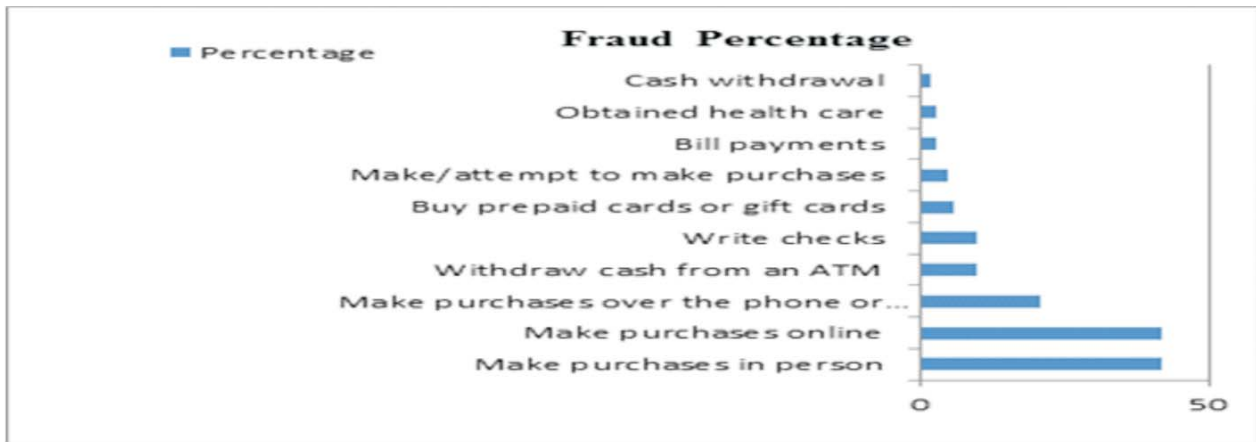 Fraud Percentage
Percentage
Cash withdrawal
Obtained health care
Bill payments
Make/attempt to make purchases
Buy prepaid cards or gift cards
Write checks
Withdraw cash from an ATM
Make purchases over the phone or...
Make purchases online
Make purchases in person
0 50